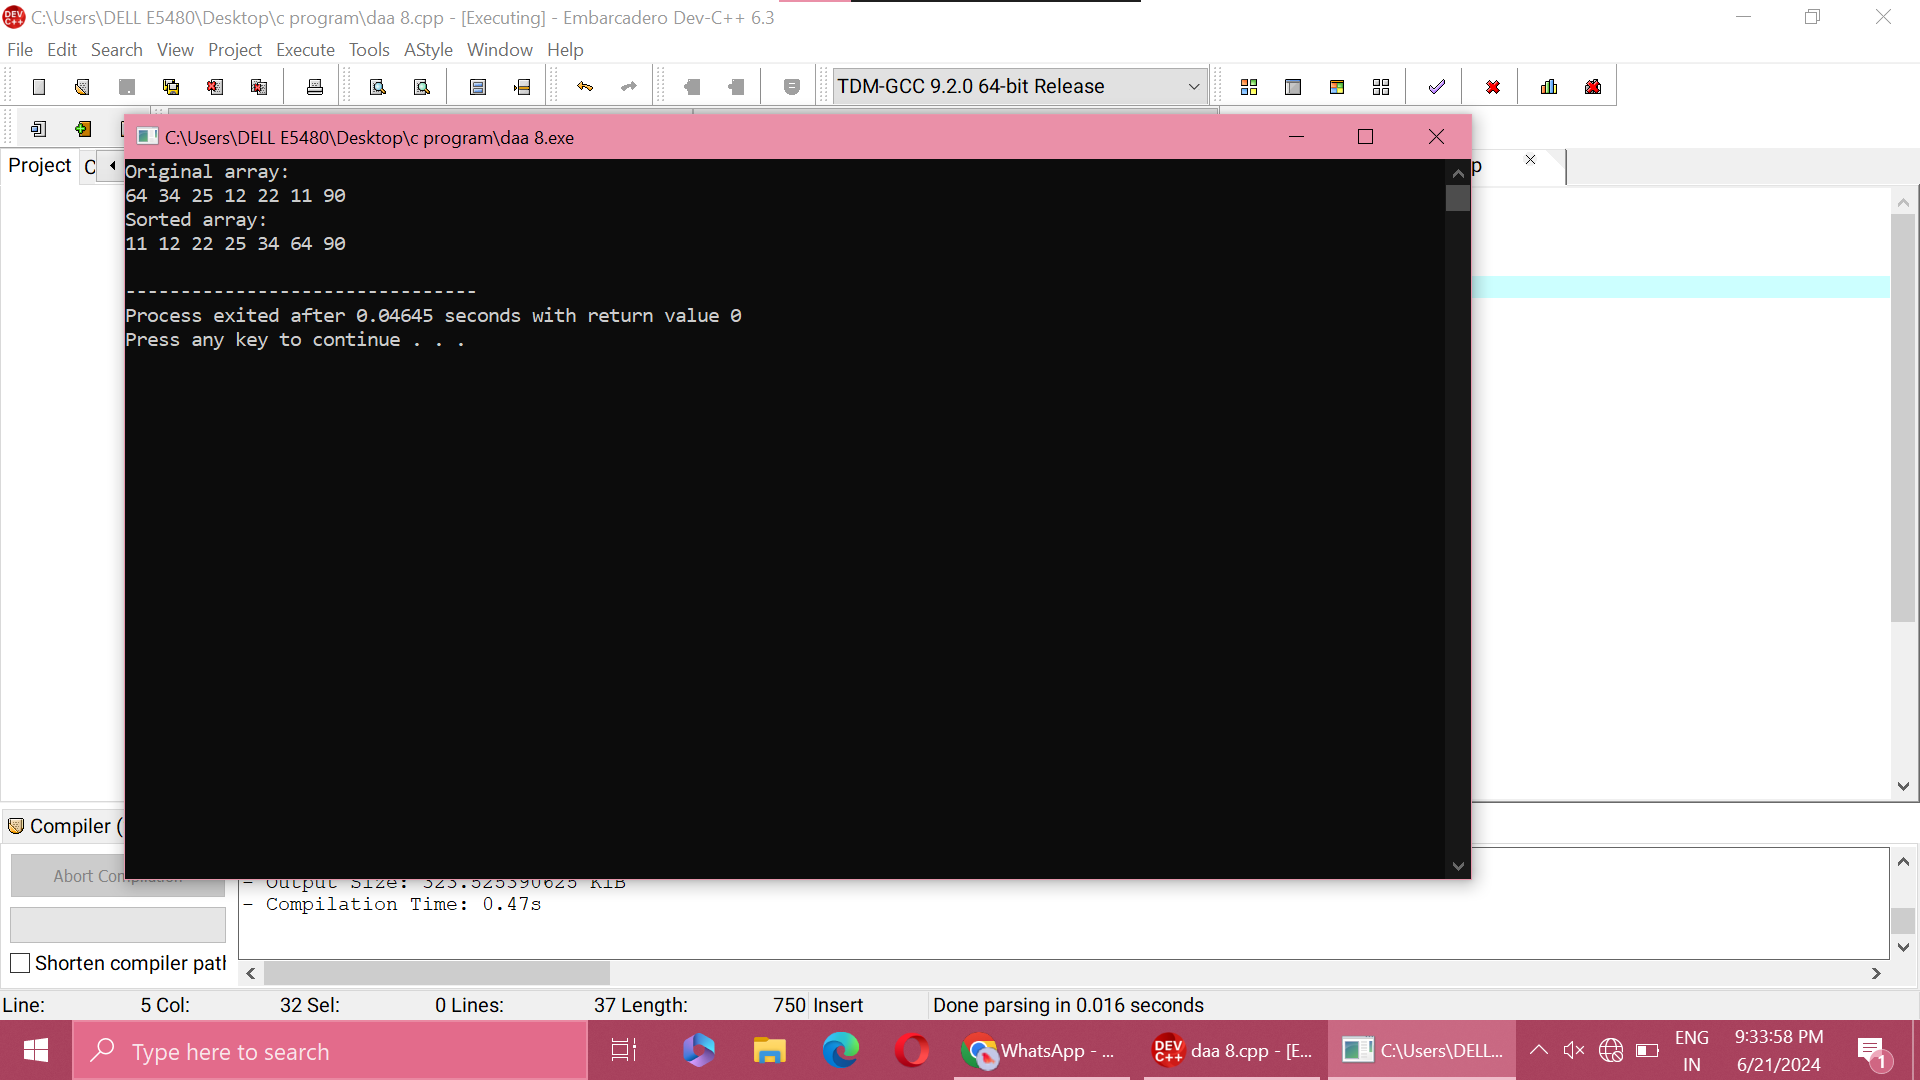 C:\Users\DELL E5480\Desktop\c program\daa 8.cpp - [Executing] - Embarcadero Dev-C++ 6.3
File Edit Search View Project Execute Tools AStyle Window Help
TDM-GCC 9.2.0 64-bit Release
C:\Users\DELL E5480\Desktop\c program\daa 8.exe
Project C
p
Original array:
64 34 25 12 22 11 90
Sorted array:
11 12 22 25 34 64 90
--------------------------------
Process exited after 0.04645 seconds with return value 0
Press any key to continue . . .
Compiler (
Abort Compilation
- Output Size: 323.525390625 KiB
- Compilation Time: 0.47s
Shorten compiler path
Line: 5 Col: 32 Sel: 0 Lines: 37 Length: 750 Insert Done parsing in 0.016 seconds
Type here to search
WhatsApp - ...
DEV C++
daa 8.cpp - [E...
C:\Users\DELL...
ENG
IN
9:33:58 PM
6/21/2024
1